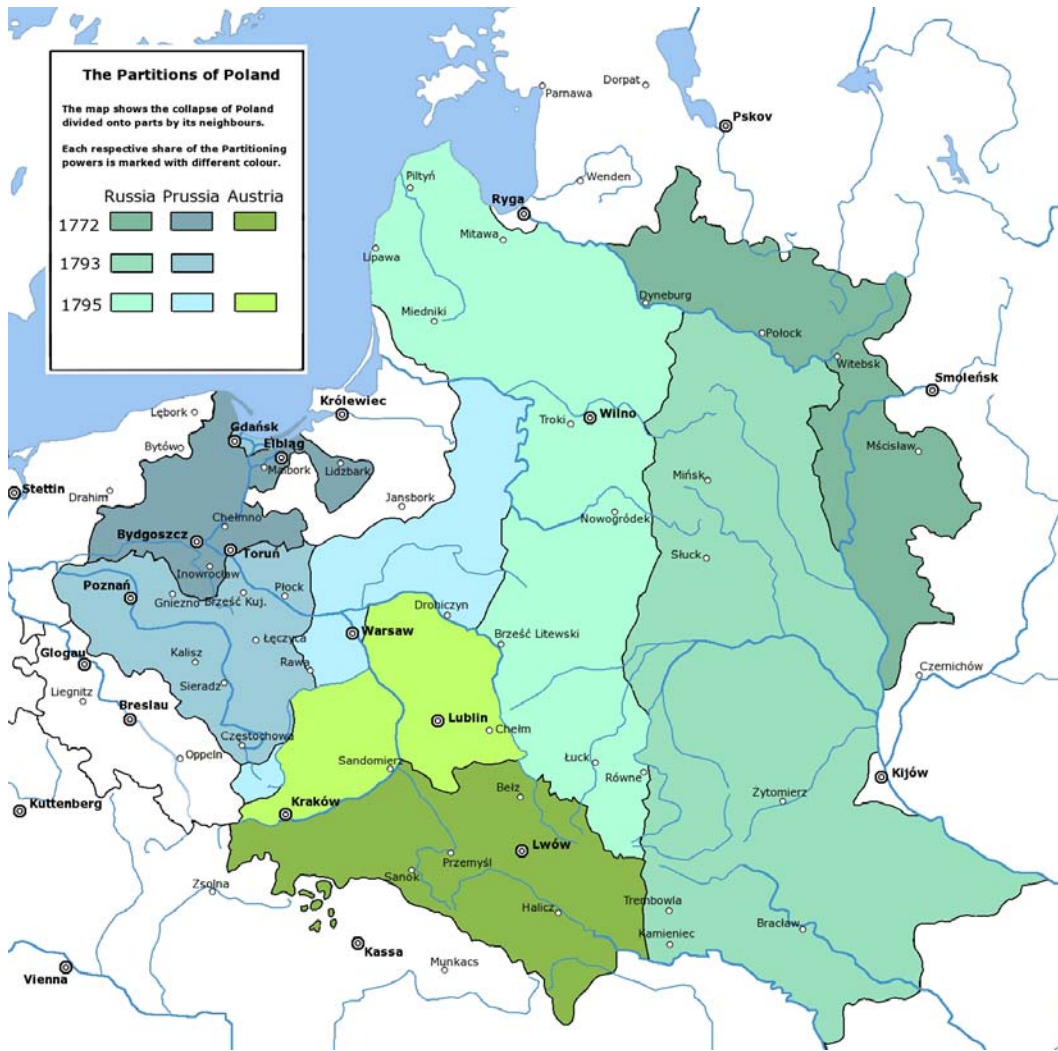 The Partitions of Poland
The map shows the collapse of Poland
divided onto parts by its neighbours.
Each respective share of the Partitioning
powers is marked with different colour.
Russia Prussia Austria
1772
1793
1795
Parnawa
Dorpat
Pskov
Piltyń
Wenden
Ryga
Mitawa
Lipawa
Miedniki
Dyneburg
Połock
Witebsk
Smoleńsk
Królewiec
Lębork
Gdańsk
Elbląg
Bytów
Malbork
Lidzbark
Troki
Wilno
Mścisław
Stettin
Drahim
Jansbork
Mińsk
Chełmno
Nowogródek
Bydgoszcz
Toruń
Słuck
Inowrocław
Poznań
Gniezno
Brześć Kuj.
Płock
Drohiczyn
Warsaw
Łęczyca
Brześć Litewski
Glogau
Kalisz
Rawa
Czernichów
Liegnitz
Sieradz
Breslau
Lublin
Chełm
Częstochowa
Oppeln
Sandomierz
Łuck
Równe
Kijów
Kuttenberg
Kraków
Bełz
Żytomierz
Lwów
Przemyśl
Zsolna
Sanok
Halicz
Trembowla
Bracław
Kamieniec
Kassa
Munkacs
Vienna